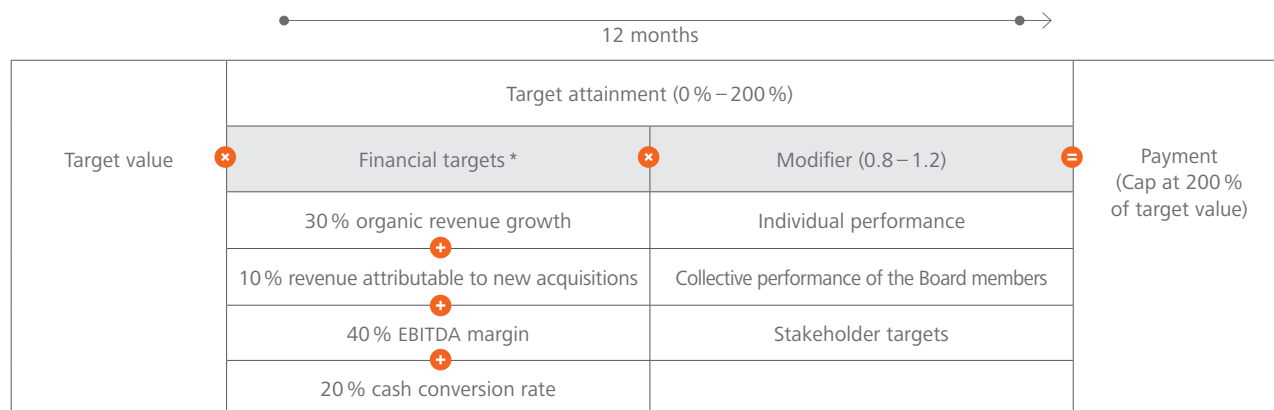 12 months
Target attainment (0 % – 200 %)
Target value
×
Financial targets *
×
Modifier (0.8 – 1.2)
=
Payment
(Cap at 200 %
of target value)
30 % organic revenue growth
Individual performance
+
10 % revenue attributable to new acquisitions
Collective performance of the Board members
+
40 % EBITDA margin
Stakeholder targets
+
20 % cash conversion rate